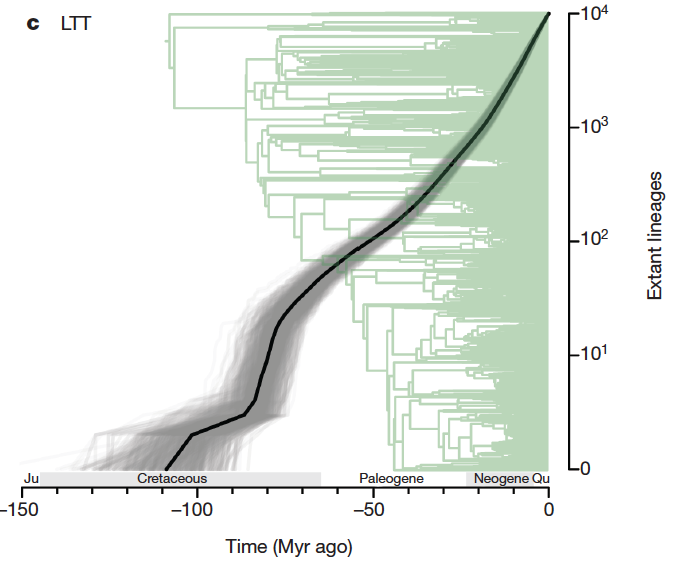 c LTT
10⁴
10³
Extant lineages
10²
10¹
0
Ju Cretaceous Paleogene Neogene Qu
–150 –100 –50 0
Time (Myr ago)